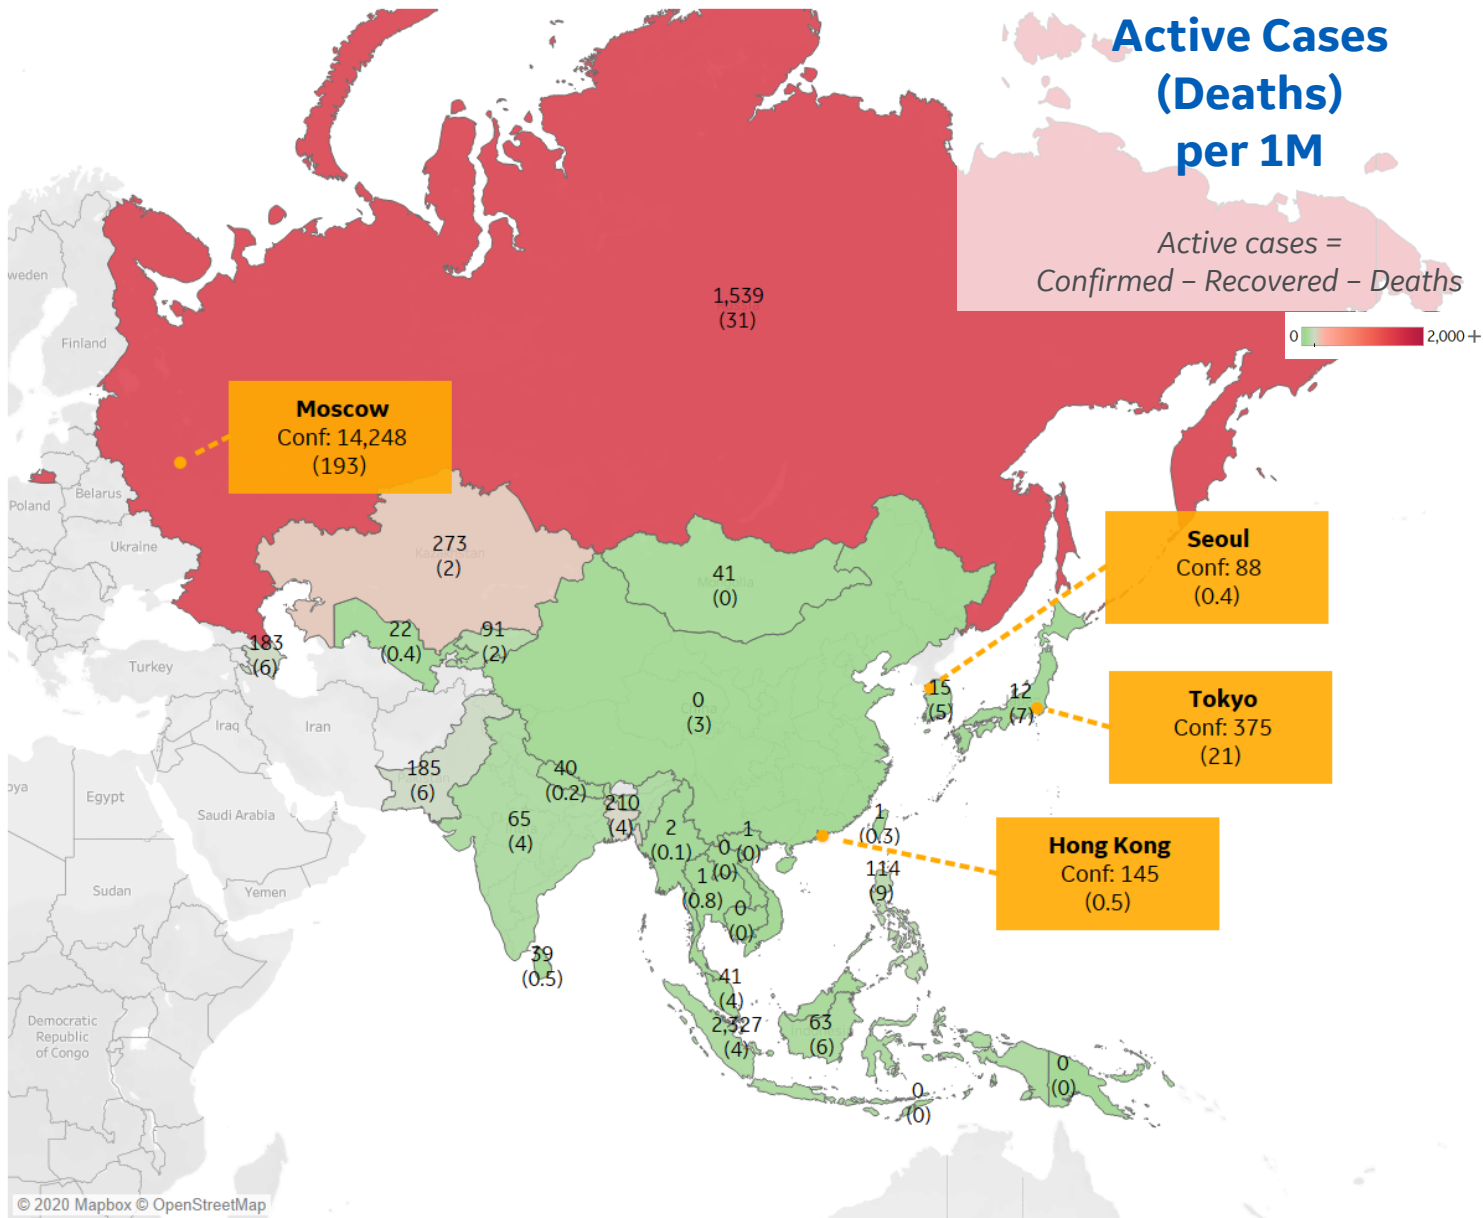 Active Cases
(Deaths)
per 1M
Active cases =
Confirmed – Recovered – Deaths
0
2,000 +
1,539
(31)
weden
Finland
Moscow
Conf: 14,248
(193)
Poland
Belarus
Ukraine
Kazakhstan
273
(2)
Mongolia
41
(0)
Seoul
Conf: 88
(0.4)
22
(0.4)
91
(2)
183
(6)
Turkey
Iraq
Iran
China
0
(3)
15
(5)
12
(7)
Tokyo
Conf: 375
(21)
185
(6)
40
(0.2)
210
(4)
65
(4)
oya
Egypt
Saudi Arabia
2
(0.1)
1
(0)
0
(0)
1
(0.8)
0
(0)
1
(0.3)
114
(9)
Hong Kong
Conf: 145
(0.5)
Sudan
Yemen
39
(0.5)
41
(4)
2,327
(4)
63
(6)
0
(0)
0
(0)
Democratic
Republic
of Congo
© 2020 Mapbox © OpenStreetMap